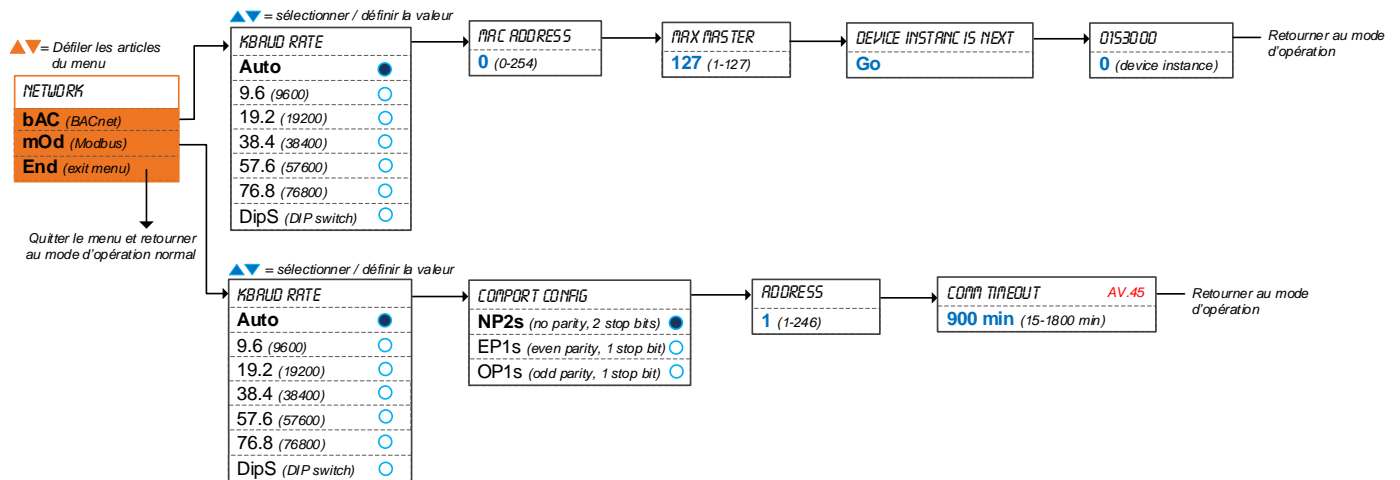 ▲▼= Défiler les articles
du menu
NETWORK
bAC (BACnet)
mOd (Modbus)
End (exit menu)
Quitter le menu et retourner
au mode d'opération normal
▲▼ = sélectionner / définir la valeur
KBAUD RATE
Auto
9.6 (9600)
19.2 (19200)
38.4 (38400)
57.6 (57600)
76.8 (76800)
DipS (DIP switch)
MAC ADDRESS
0 (0-254)
MAX MASTER
127 (1-127)
DEVICE INSTANC IS NEXT
Go
0153000
0 (device instance)
Retourner au mode
d'opération
▲▼ = sélectionner / définir la valeur
KBAUD RATE
Auto
9.6 (9600)
19.2 (19200)
38.4 (38400)
57.6 (57600)
76.8 (76800)
DipS (DIP switch)
COMPORT CONFIG
NP2s (no parity, 2 stop bits)
EP1s (even parity, 1 stop bit)
OP1s (odd parity, 1 stop bit)
ADDRESS
1 (1-246)
COMM TIMEOUT AV.45
900 min (15-1800 min)
Retourner au mode
d'opération